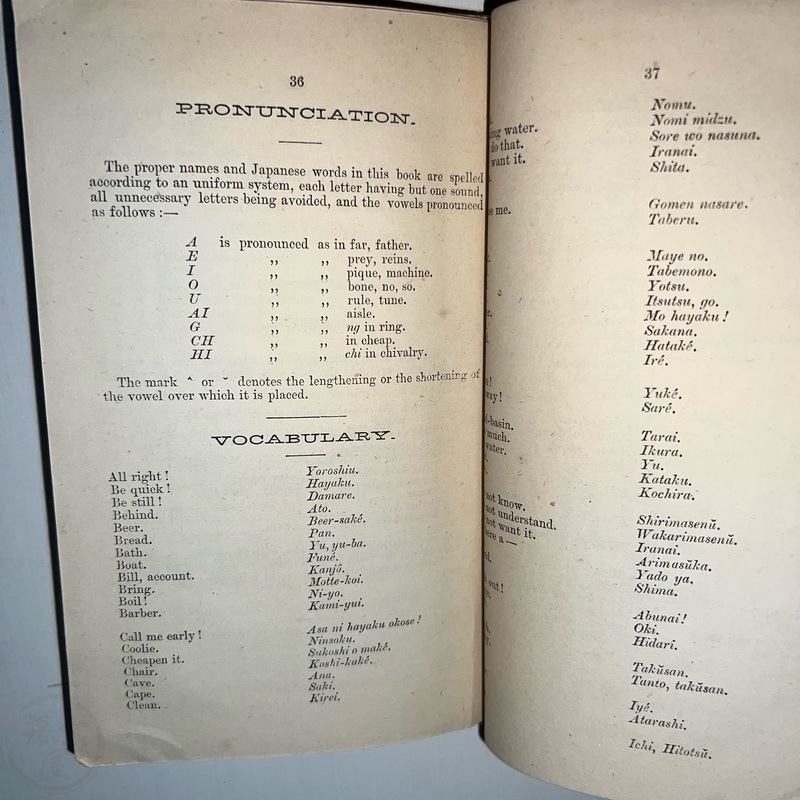 36
PRONUNCIATION.
The proper names and Japanese words in this book are spelled
according to an uniform system, each letter having but one sound,
all unnecessary letters being avoided, and the vowels pronounced
as follows :—
A is pronounced as in far, father.
E ,, ,, prey, reins.
I ,, ,, pique, machine.
O ,, ,, bone, no, so.
U ,, ,, rule, tune.
AI ,, ,, aisle.
G ,, ,, ng in ring.
CH ,, ,, in cheap.
HI ,, ,, chi in chivalry.
The mark ˆ or ˘ denotes the lengthening or the shortening of
the vowel over which it is placed.
VOCABULARY.
All right ! Yoroshiu.
Be quick ! Hayaku.
Be still ! Damare.
Behind. Ato.
Beer. Beer-saké.
Bread. Pan.
Bath. Yu, yu-ba.
Boat. Funé.
Bill, account. Kanjô.
Bring. Motte-koi.
Boil! Ni-yo.
Barber. Kami-yui.
Call me early ! Asa ni hayaku okose !
Coolie. Ninsoku.
Cheapen it. Sukoshi o maké.
Chair. Koshi-kaké.
Cave. Ana.
Cape. Saki.
Clean. Kirei.
37
Nomu.
water. Nomi midzu.
that. Sore wo nasuna.
want it. Iranai.
Shita.
me. Gomen nasare.
Taberu.
Maye no.
Tabemono.
Yotsu.
Itsutsu, go.
Mo hayaku !
Sakana.
Hataké.
Iré.
Yuké.
Saré.
basin. Tarai.
much. Ikura.
Yu.
Kataku.
Kochira.
not know. Shirimasenŭ.
not understand. Wakarimasenŭ.
not want it. Iranai.
a — Arimasŭka.
Yado ya.
Shima.
out ! Abunai!
Oki.
Hidari.
Takŭsan.
Tanto, takŭsan.
Iyé.
Atarashi.
Ichi, Hitotsŭ.